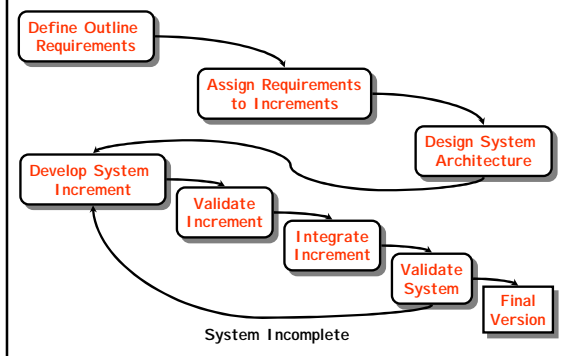 Define Outline
Requirements
Assign Requirements
to Increments
Design System
Architecture
Develop System
Increment
Validate
Increment
Integrate
Increment
Validate
System
Final
Version
System Incomplete